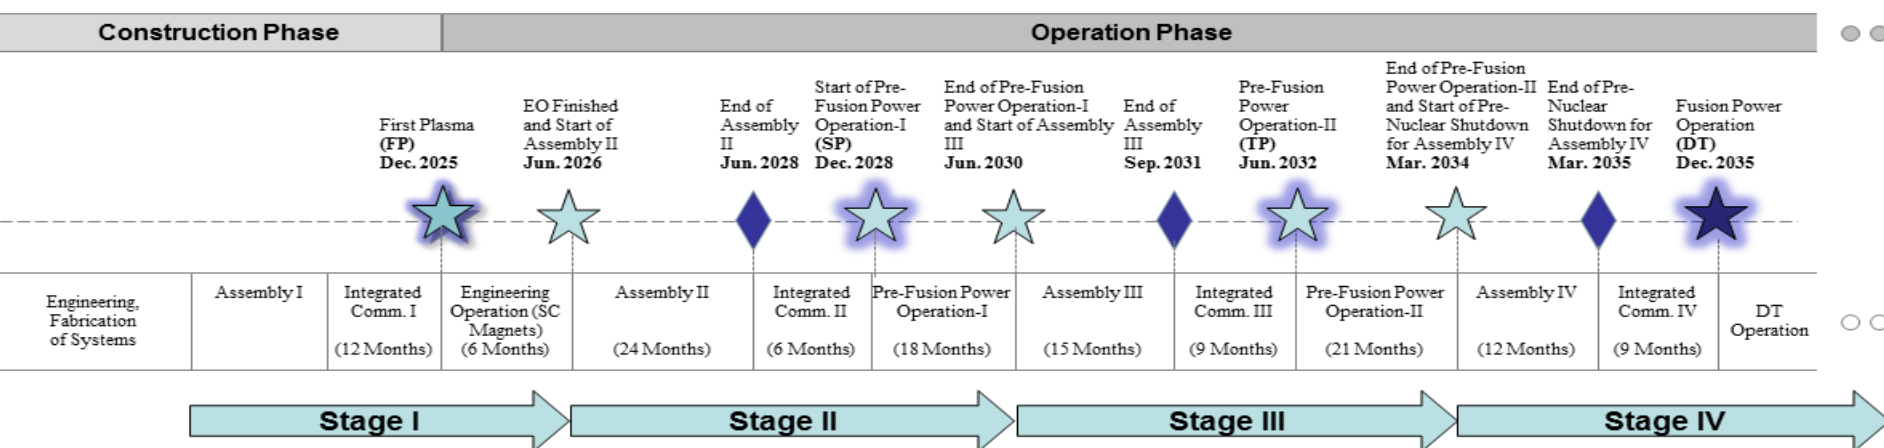 Construction Phase
Operation Phase
First Plasma
(FP)
Dec. 2025
EO Finished
and Start of
Assembly II
Jun. 2026
End of
Assembly
II
Jun. 2028
Start of Pre-
Fusion Power
Operation-I
(SP)
Dec. 2028
End of Pre-Fusion
Power Operation-I
and Start of Assembly
III
Jun. 2030
End of
Assembly
III
Sep. 2031
Pre-Fusion
Power
Operation-II
(TP)
Jun. 2032
End of Pre-Fusion
Power Operation-II
and Start of Pre-
Nuclear Shutdown
for Assembly IV
Mar. 2034
End of Pre-
Nuclear
Shutdown for
Assembly IV
Mar. 2035
Fusion Power
Operation
(DT)
Dec. 2035
Engineering,
Fabrication
of Systems
Assembly I
Integrated
Comm. I
(12 Months)
Engineering
Operation (SC
Magnets)
(6 Months)
Assembly II
(24 Months)
Integrated
Comm. II
(6 Months)
Pre-Fusion Power
Operation-I
(18 Months)
Assembly III
(15 Months)
Integrated
Comm. III
(9 Months)
Pre-Fusion Power
Operation-II
(21 Months)
Assembly IV
(12 Months)
Integrated
Comm. IV
(9 Months)
DT
Operation
Stage I
Stage II
Stage III
Stage IV